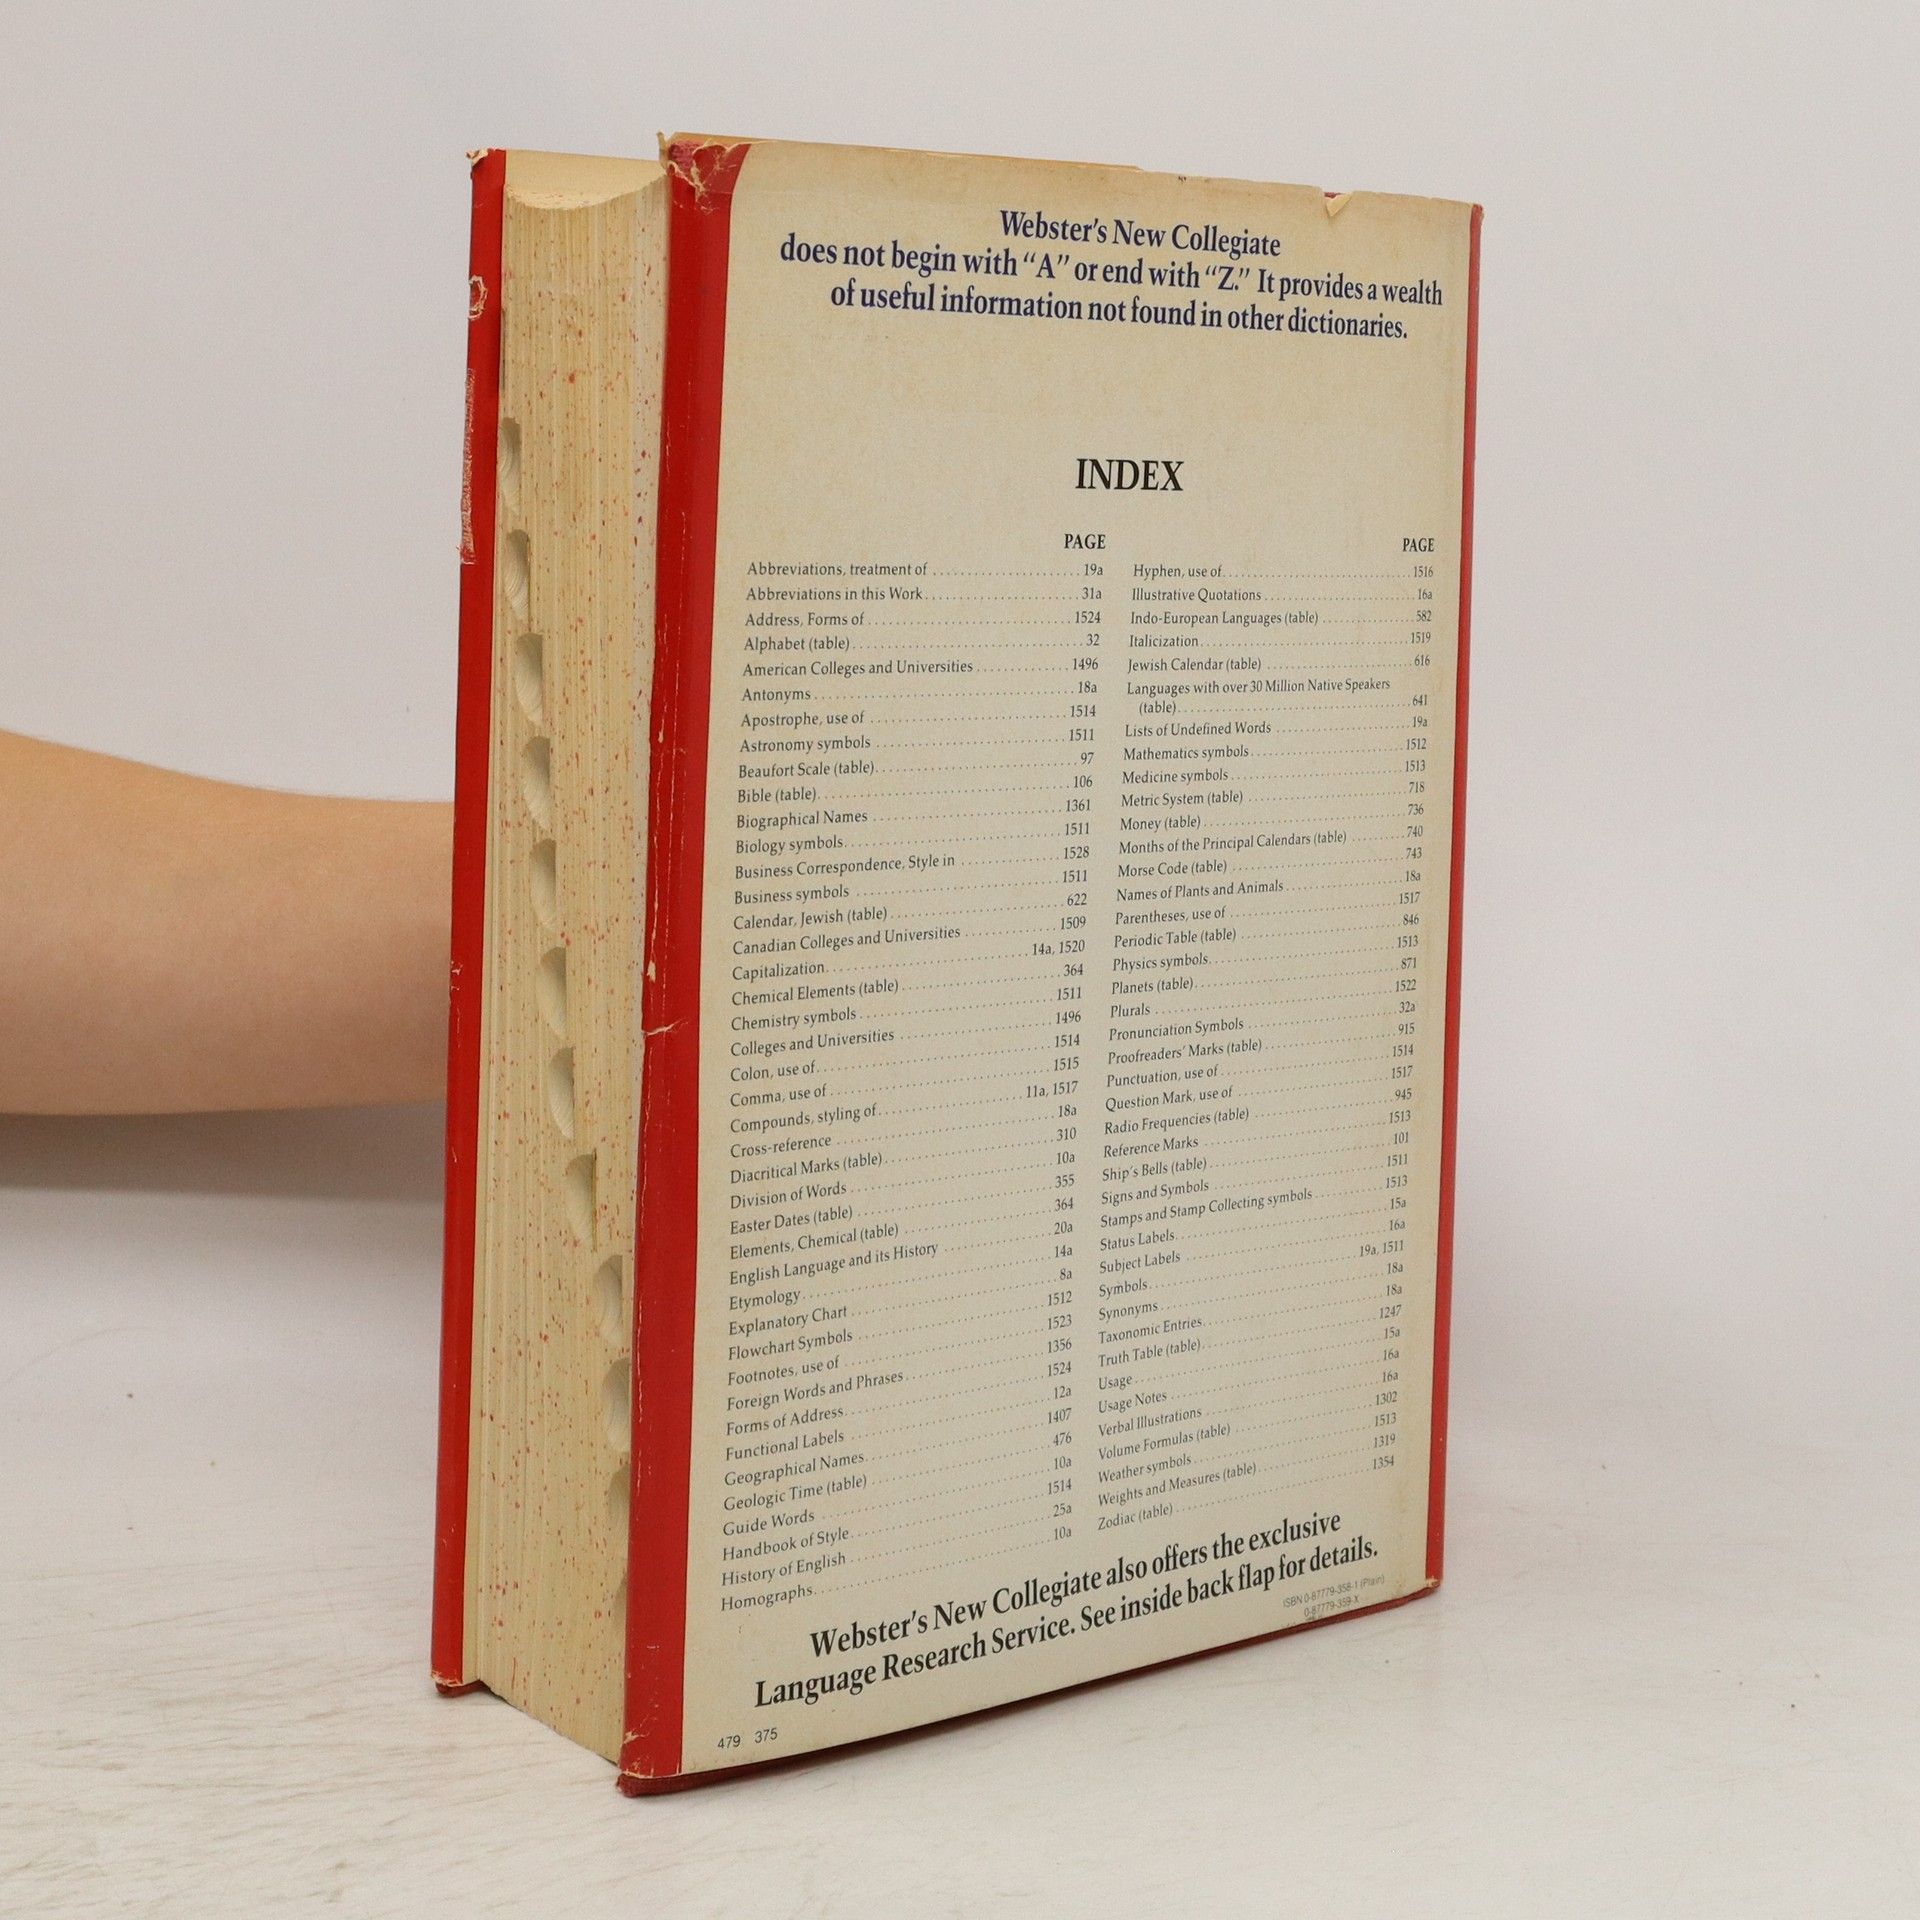 Webster's New Collegiate
does not begin with “A” or end with “Z.” It provides a wealth
of useful information not found in other dictionaries.
INDEX
PAGE
Abbreviations, treatment of 19a
Abbreviations in this Work 31a
Address, Forms of 1524
Alphabet (table) 32
American Colleges and Universities 1496
Antonyms 18a
Apostrophe, use of 1514
Astronomy symbols 1511
Beaufort Scale (table) 97
Bible (table) 106
Biographical Names 1361
Biology symbols 1511
Business Correspondence, Style in 1528
Business symbols 1511
Calendar, Jewish (table) 622
Canadian Colleges and Universities 1509
Capitalization 14a, 1520
Chemical Elements (table) 364
Chemistry symbols 1511
Colleges and Universities 1496
Colon, use of 1514
Comma, use of 1515
Compounds, styling of 11a, 1517
Cross-reference 18a
Diacritical Marks (table) 310
Division of Words 10a
Easter Dates (table) 355
Elements, Chemical (table) 364
English Language and its History 20a
Etymology 14a
Explanatory Chart 8a
Flowchart Symbols 1512
Footnotes, use of 1523
Foreign Words and Phrases 1356
Forms of Address 1524
Functional Labels 12a
Geographical Names 1407
Geologic Time (table) 476
Guide Words 10a
Handbook of Style 1514
History of English 25a
Homographs 10a
PAGE
Hyphen, use of 1516
Illustrative Quotations 16a
Indo-European Languages (table) 582
Italicization 1519
Jewish Calendar (table) 616
Languages with over 30 Million Native Speakers
(table) 641
Lists of Undefined Words 19a
Mathematics symbols 1512
Medicine symbols 1513
Metric System (table) 718
Money (table) 736
Months of the Principal Calendars (table) 740
Morse Code (table) 743
Names of Plants and Animals 18a
Parentheses, use of 1517
Periodic Table (table) 846
Physics symbols 1513
Planets (table) 871
Plurals 1522
Pronunciation Symbols 32a
Proofreaders' Marks (table) 915
Punctuation, use of 1514
Question Mark, use of 1517
Radio Frequencies (table) 945
Reference Marks 1513
Ship's Bells (table) 101
Signs and Symbols 1511
Stamps and Stamp Collecting symbols 1513
Status Labels 15a
Subject Labels 16a
Symbols 19a, 1511
Synonyms 18a
Taxonomic Entries 18a
Truth Table (table) 1247
Usage 15a
Usage Notes 16a
Verbal Illustrations 16a
Volume Formulas (table) 1302
Weather symbols 1513
Weights and Measures (table) 1319
Zodiac (table) 1354
Webster's New Collegiate also offers the exclusive
Language Research Service. See inside back flap for details.
ISBN 0-87779-358-1 (Plain)
0-87779-359-X
479 375